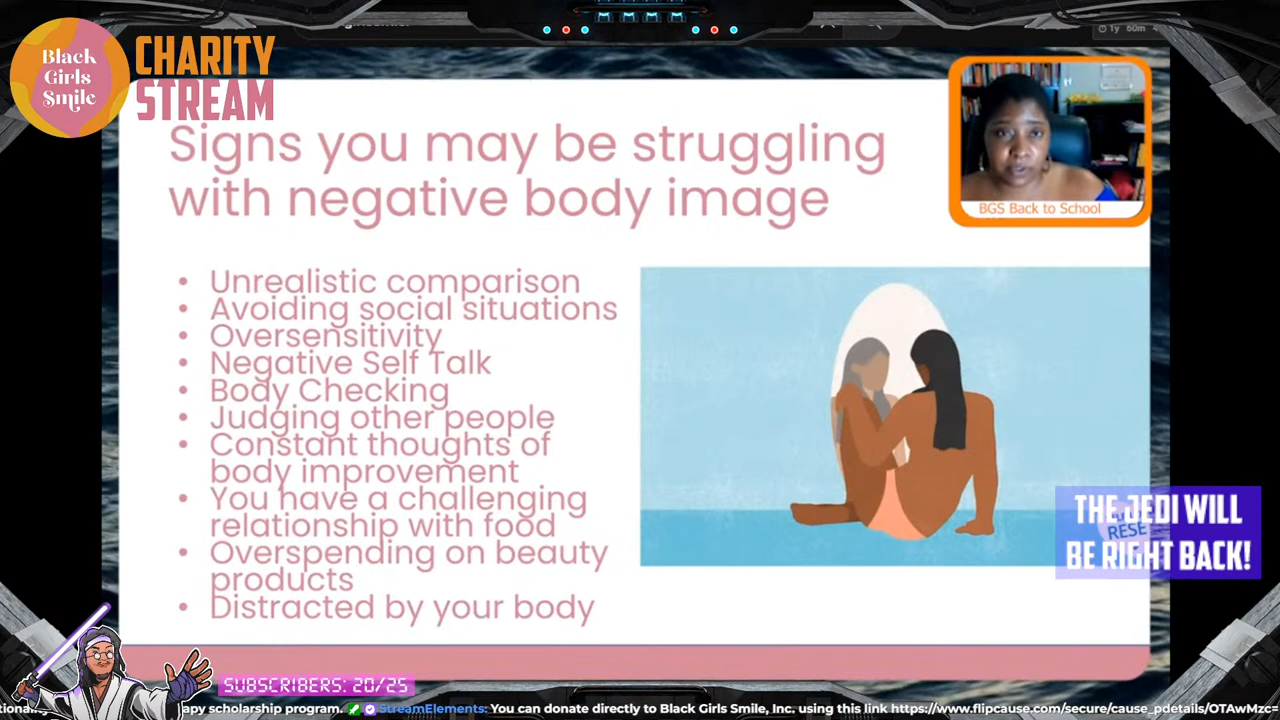 Black
Girls
Smile
CHARITY
STREAM
1y 60m
Signs you may be struggling
with negative body image
BGS Back to School
• Unrealistic comparison
• Avoiding social situations
• Oversensitivity
• Negative Self Talk
• Body Checking
• Judging other people
• Constant thoughts of
body improvement
• You have a challenging
relationship with food
• Overspending on beauty
products
• Distracted by your body
THE JEDI WILL
RESE
BE RIGHT BACK!
SUBSCRIBERS: 20/25
apy scholarship program. StreamElements: You can donate directly to Black Girls Smile, Inc. using this link https://www.flipcause.com/secure/cause_pdetails/OTAwMzc=